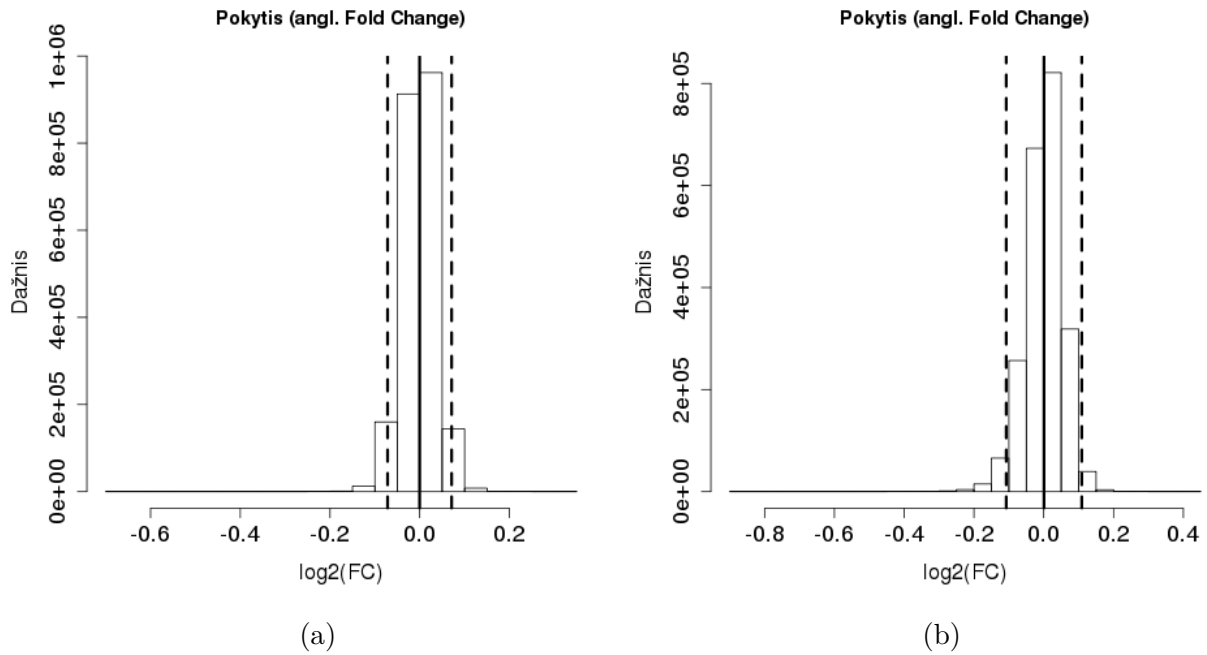 Pokytis (angl. Fold Change)
Dažnis
1e+06
8e+05
6e+05
4e+05
2e+05
0e+00
-0.6 -0.4 -0.2 0.0 0.2
log2(FC)
(a)
Pokytis (angl. Fold Change)
Dažnis
8e+05
6e+05
4e+05
2e+05
0e+00
-0.8 -0.6 -0.4 -0.2 0.0 0.2 0.4
log2(FC)
(b)